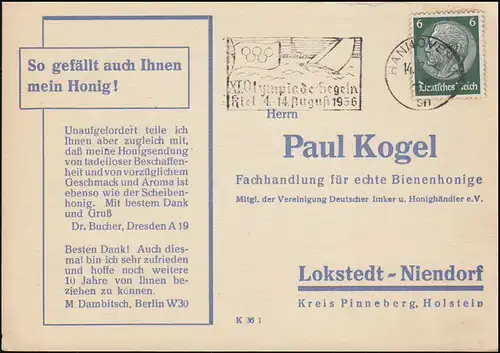 So gefällt auch Ihnen
mein Honig!
Unaufgefordert teile ich
Ihnen aber zugleich mit,
daß meine Honigsendung
von tadelloser Beschaffen-
heit und von vorzüglichem
Geschmack und Aroma ist
ebenso wie der Scheiben-
honig. Mit bestem Dank
und Gruß
Dr. Bucher, Dresden A 19
Besten Dank! Auch dies-
mal bin ich sehr zufrieden
und hoffe noch weitere
10 Jahre von Ihnen be-
ziehen zu können.
M. Dambitsch, Berlin W30
XI. Olympiade-Segeln
Kiel 4.-14. August 1936
HANNOVER
14.
6 6
Deutsches Reich
Herrn
Paul Kogel
Fachhandlung für echte Bienenhonige
Mitgl. der Vereinigung Deutscher Imker u. Honighändler e.V.
Lokstedt-Niendorf
Kreis Pinneberg, Holstein
K 36 1